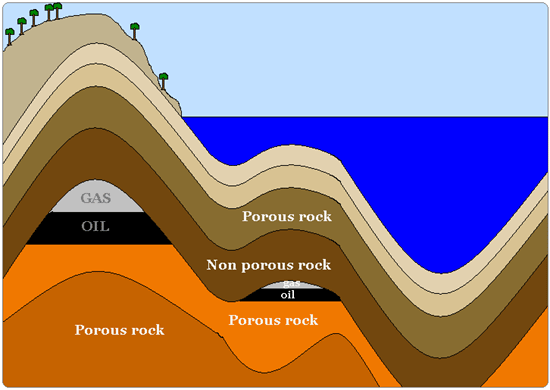 GAS
OIL
Porous rock
Non porous rock
gas
oil
Porous rock
Porous rock